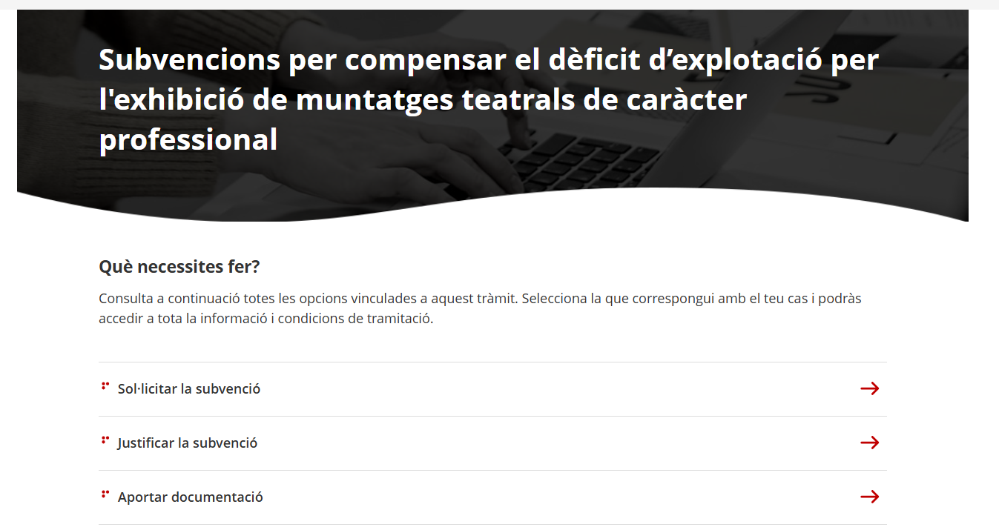 Subvencions per compensar el dèficit d’explotació per
l'exhibició de muntatges teatrals de caràcter
professional
Què necessites fer?
Consulta a continuació totes les opcions vinculades a aquest tràmit. Selecciona la que correspongui amb el teu cas i podràs
accedir a tota la informació i condicions de tramitació.
Sol·licitar la subvenció
Justificar la subvenció
Aportar documentació